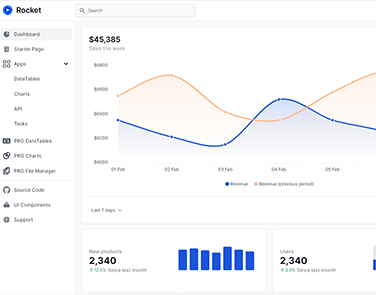 Rocket
Search
Dashboard
Starter Page
Apps
DataTables
Charts
API
Tasks
PRO DataTables
PRO Charts
PRO File Manager
Source Code
UI Components
Support
$45,385
Sales this week
$6800
$6600
$6400
$6200
$6000
01 Feb 02 Feb 03 Feb 04 Feb 05 Feb
Revenue Revenue (previous period)
Last 7 days
New products
2,340
12.5% Since last month
Users
2,340
3.4% Since last month